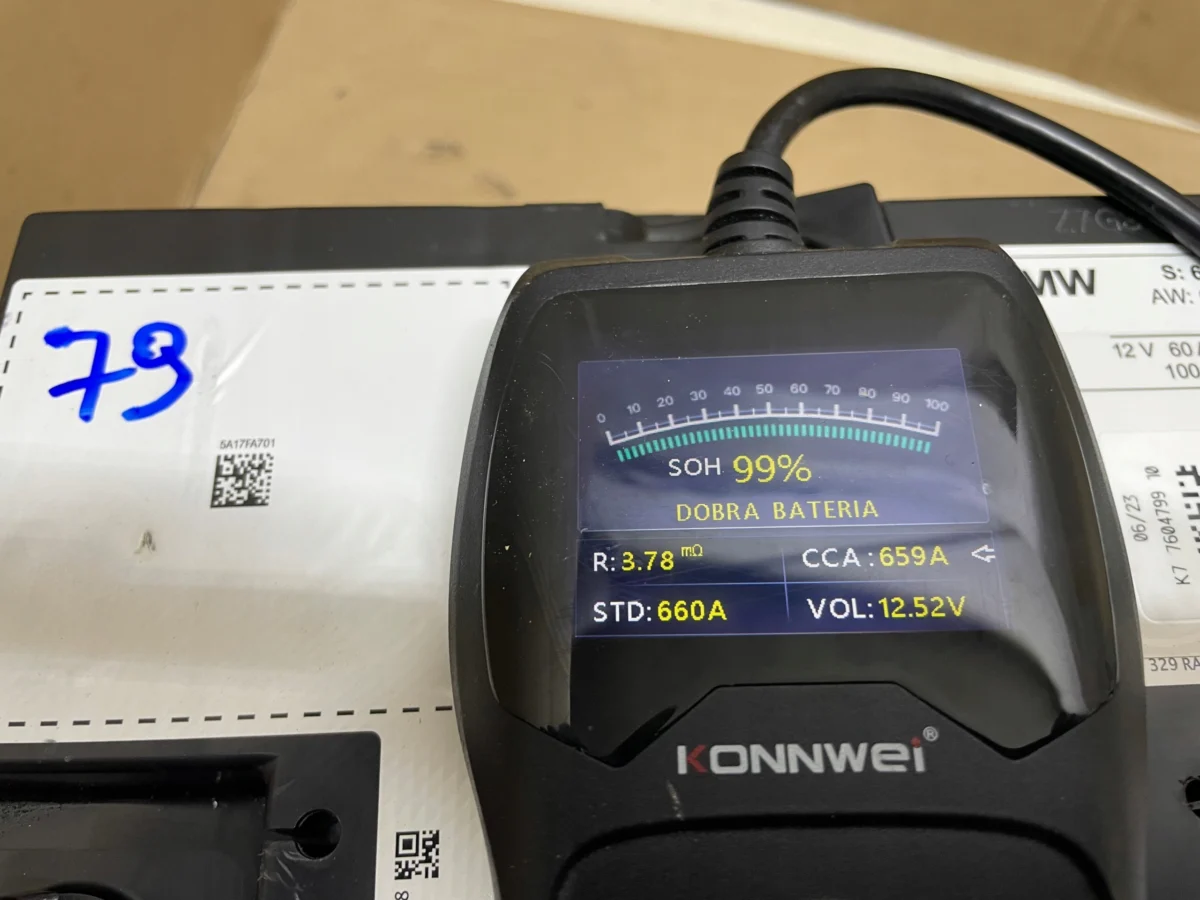 79
5A17FA701
0 10 20 30 40 50 60 70 80 90 100
SOH 99%
DOBRA BATERIA
R:3.78 mΩ
CCA:659A
STD:660A
VOL:12.52V
KONNWEI®
MW
S: 6
AW:
12 V 60
100
06/23
K7 7604799 10
329 RA
8